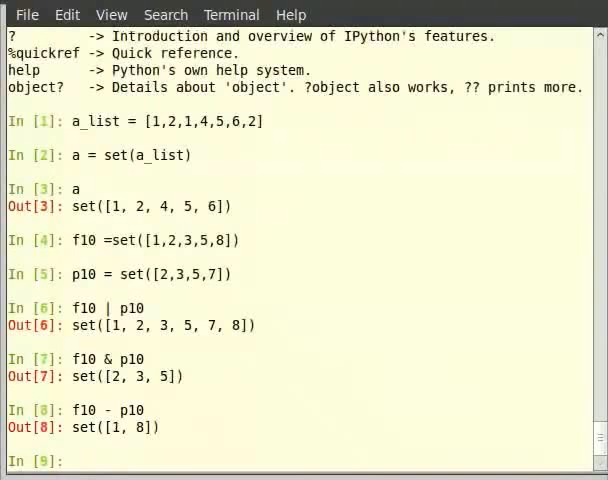 File Edit View Search Terminal Help
? -> Introduction and overview of IPython's features.
%quickref -> Quick reference.
help -> Python's own help system.
object? -> Details about 'object'. ?object also works, ?? prints more.
In [1]: a_list = [1,2,1,4,5,6,2]
In [2]: a = set(a_list)
In [3]: a
Out[3]: set([1, 2, 4, 5, 6])
In [4]: f10 =set([1,2,3,5,8])
In [5]: p10 = set([2,3,5,7])
In [6]: f10 | p10
Out[6]: set([1, 2, 3, 5, 7, 8])
In [7]: f10 & p10
Out[7]: set([2, 3, 5])
In [8]: f10 - p10
Out[8]: set([1, 8])
In [9]: